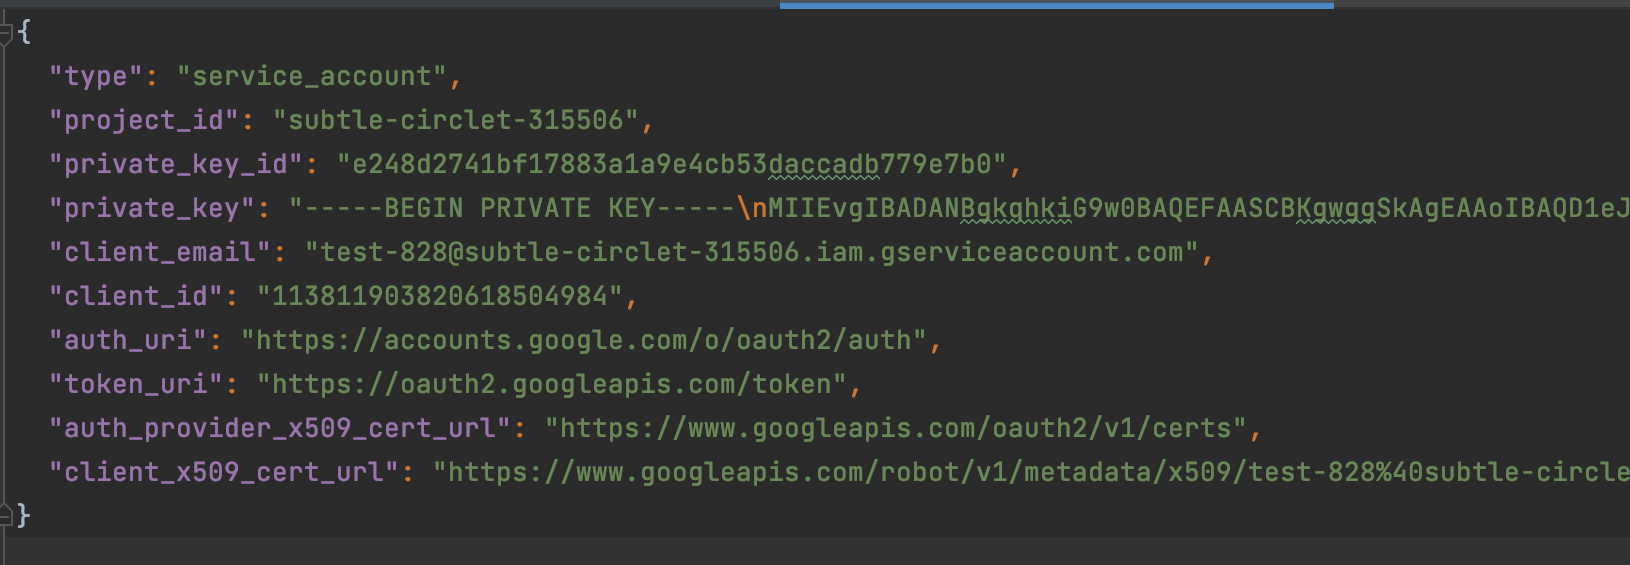 {
"type": "service_account",
"project_id": "subtle-circlet-315506",
"private_key_id": "e248d2741bf17883a1a9e4cb53daccadb779e7b0",
"private_key": "-----BEGIN PRIVATE KEY-----\nMIIEvgIBADANBgkqhkiG9w0BAQEFAASCBKgwggSkAgEAAoIBAQD1eJ
"client_email": "test-828@subtle-circlet-315506.iam.gserviceaccount.com",
"client_id": "113811903820618504984",
"auth_uri": "https://accounts.google.com/o/oauth2/auth",
"token_uri": "https://oauth2.googleapis.com/token",
"auth_provider_x509_cert_url": "https://www.googleapis.com/oauth2/v1/certs",
"client_x509_cert_url": "https://www.googleapis.com/robot/v1/metadata/x509/test-828%40subtle-circle
}